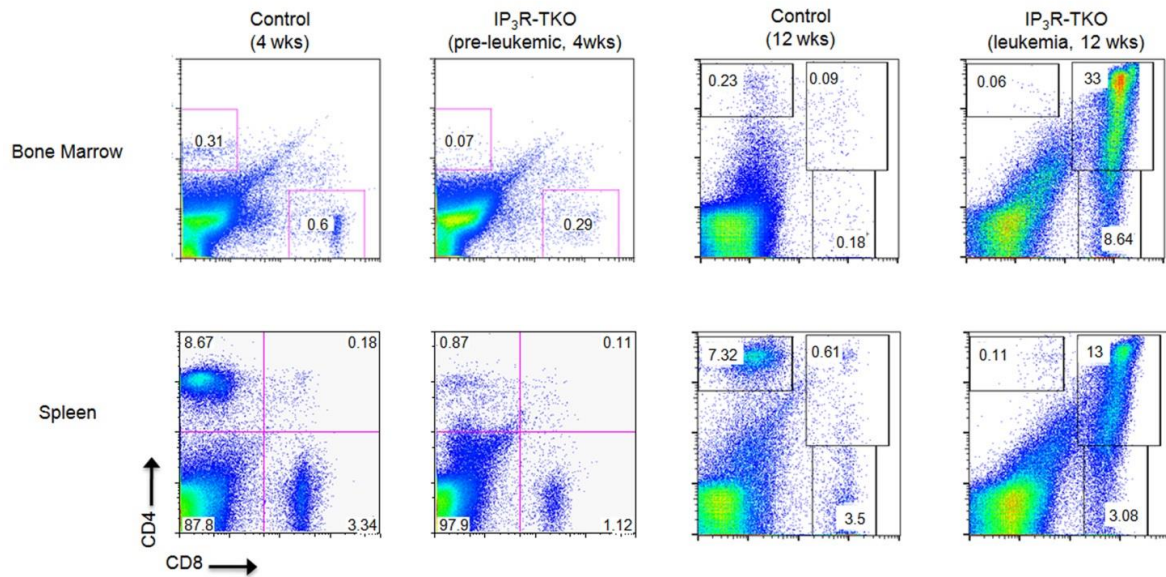 Control
(4 wks)
IP₃R-TKO
(pre-leukemic, 4wks)
Control
(12 wks)
IP₃R-TKO
(leukemia, 12 wks)
Bone Marrow
0.31
0.6
0.07
0.29
0.23
0.09
0.18
0.06
33
8.64
Spleen
8.67
0.18
87.8
3.34
0.87
0.11
97.9
1.12
7.32
0.61
3.5
0.11
13
3.08
CD4
CD8